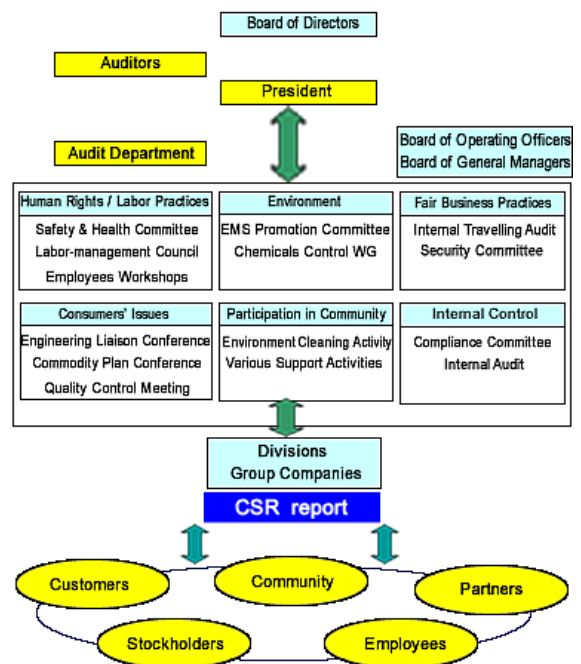 Board of Directors
Auditors
President
Audit Department
Board of Operating Officers
Board of General Managers
Human Rights / Labor Practices
Safety & Health Committee
Labor-management Council
Employees Workshops
Environment
EMS Promotion Committee
Chemicals Control WG
Fair Business Practices
Internal Travelling Audit
Security Committee
Consumers' Issues
Engineering Liaison Conference
Commodity Plan Conference
Quality Control Meeting
Participation in Community
Environment Cleaning Activity
Various Support Activities
Internal Control
Compliance Committee
Internal Audit
Divisions
Group Companies
CSR report
Customers
Community
Partners
Stockholders
Employees